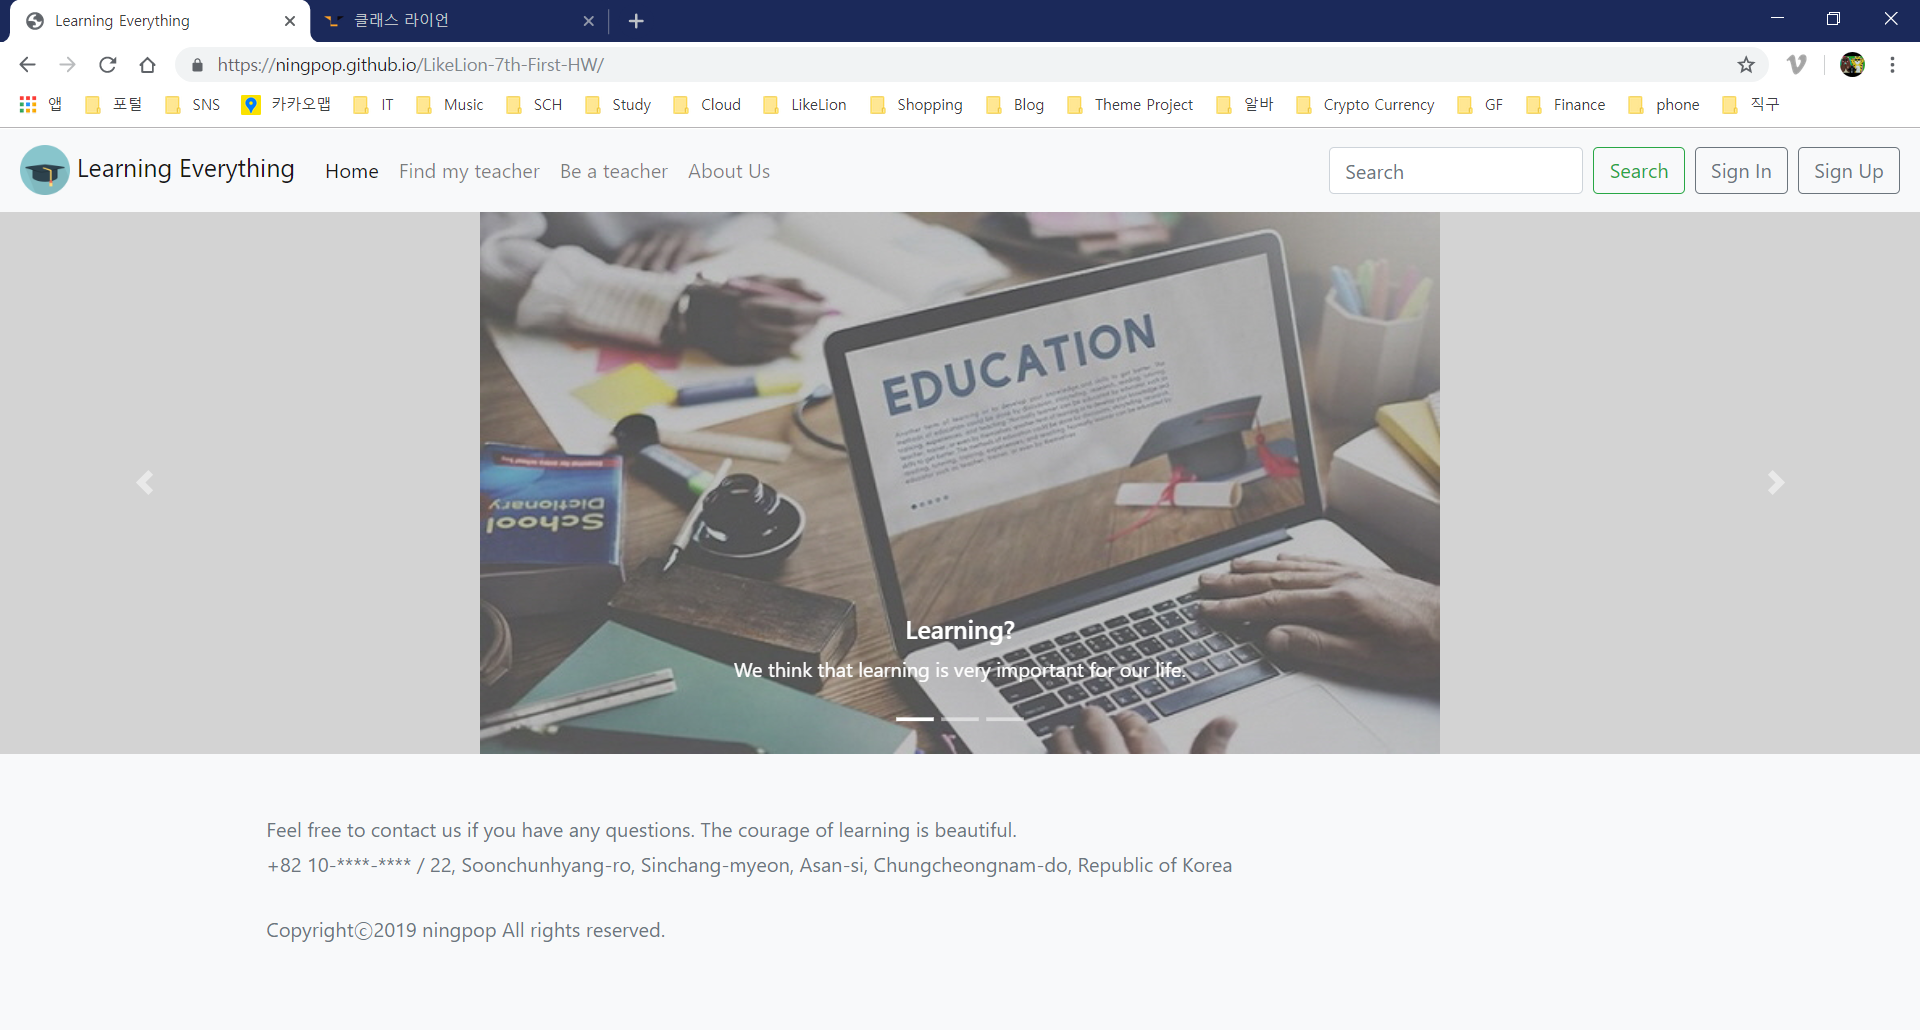 Learning Everything
클래스 라이언
https://ningpop.github.io/LikeLion-7th-First-HW/
앱 포털 SNS 카카오맵 IT Music SCH Study Cloud LikeLion Shopping Blog Theme Project 알바 Crypto Currency GF Finance phone 직구
Learning Everything Home Find my teacher Be a teacher About Us Search Search Sign In Sign Up
EDUCATION
School
Dictionary
Learning?
We think that learning is very important for our life.
Feel free to contact us if you have any questions. The courage of learning is beautiful.
+82 10-****-**** / 22, Soonchunhyang-ro, Sinchang-myeon, Asan-si, Chungcheongnam-do, Republic of Korea
Copyrightⓒ2019 ningpop All rights reserved.